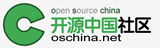 open source china
开源中国社区
oschina.net